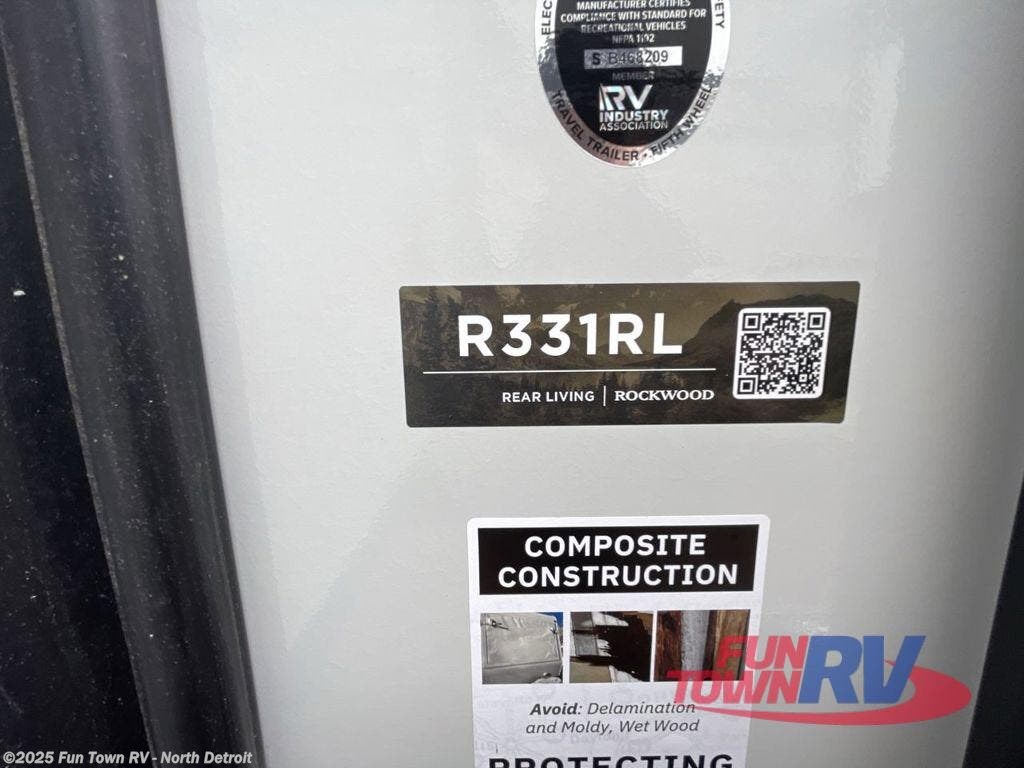 MANUFACTURER CERTIFIES
COMPLIANCE WITH STANDARD FOR
RECREATIONAL VEHICLES
NFPA 1192
S B468209
MEMBER
RV
INDUSTRY
ASSOCIATION
TRAVEL TRAILER • FIFTH WHEEL
R331RL
REAR LIVING | ROCKWOOD
COMPOSITE
CONSTRUCTION
Avoid: Delamination
and Moldy, Wet Wood
PROTECTING
FUN
TOWN RV
©2025 Fun Town RV - North Detroit